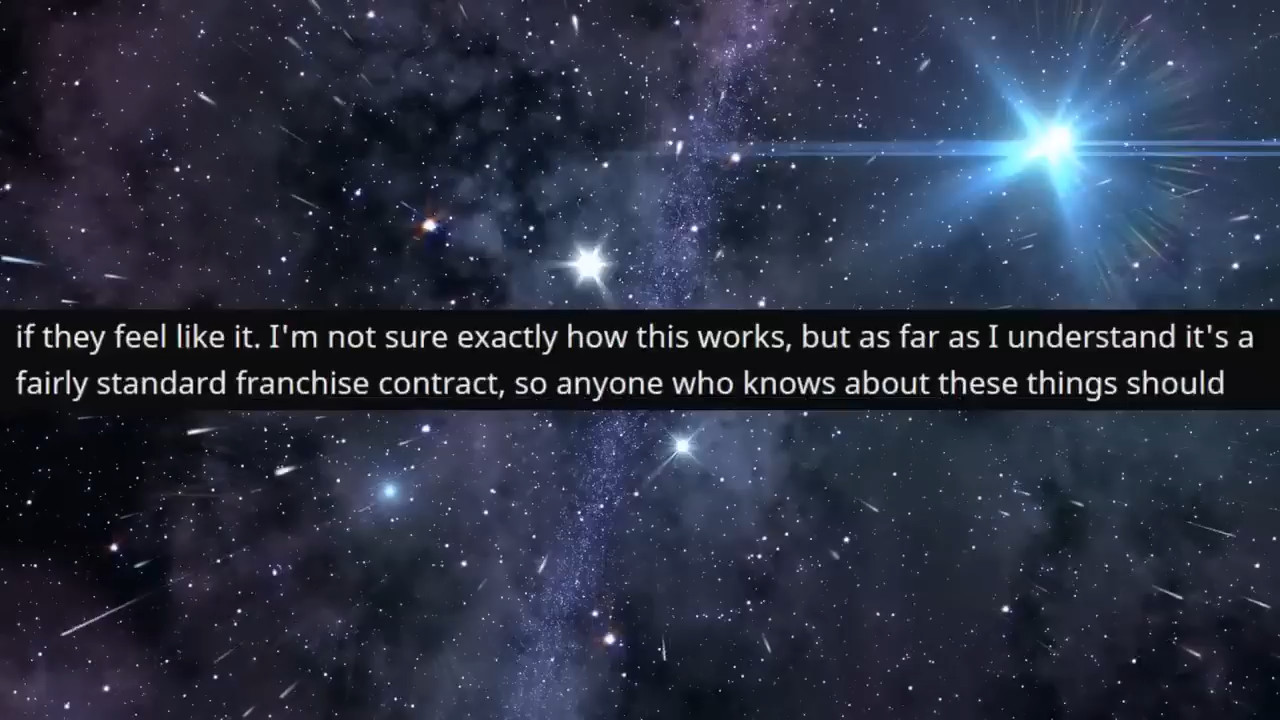 if they feel like it. I'm not sure exactly how this works, but as far as I understand it's a
fairly standard franchise contract, so anyone who knows about these things should